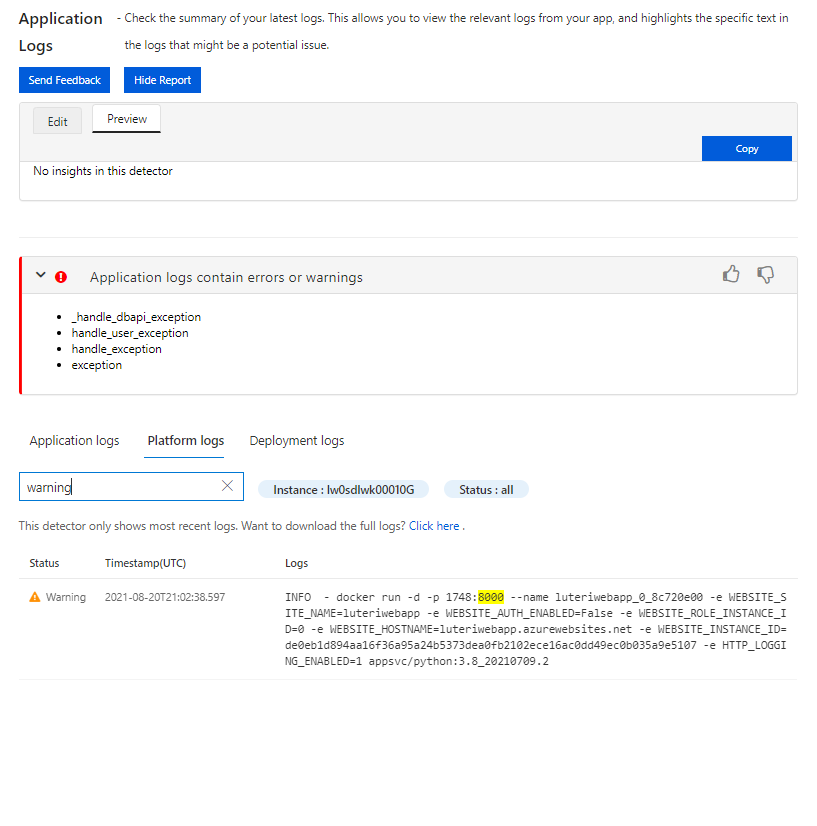 Application Logs
- Check the summary of your latest logs. This allows you to view the relevant logs from your app, and highlights the specific text in
the logs that might be a potential issue.
Send Feedback
Hide Report
Edit
Preview
Copy
No insights in this detector
Application logs contain errors or warnings
_handle_dbapi_exception
handle_user_exception
handle_exception
exception
Application logs
Platform logs
Deployment logs
warning
Instance : lw0sdlwk00010G
Status : all
This detector only shows most recent logs. Want to download the full logs? Click here .
Status
Timestamp(UTC)
Logs
Warning
2021-08-20T21:02:38.597
INFO - docker run -d -p 1748:8000 --name luteriwebapp_0_8c720e00 -e WEBSITE_S
ITE_NAME=luteriwebapp -e WEBSITE_AUTH_ENABLED=False -e WEBSITE_ROLE_INSTANCE_I
D=0 -e WEBSITE_HOSTNAME=luteriwebapp.azurewebsites.net -e WEBSITE_INSTANCE_ID=
de0eb1d894aa16f36a95a24b5373dea0fb2102ece16ac0dd49ec0b035a9e5107 -e HTTP_LOGGI
NG_ENABLED=1 appsvc/python:3.8_20210709.2